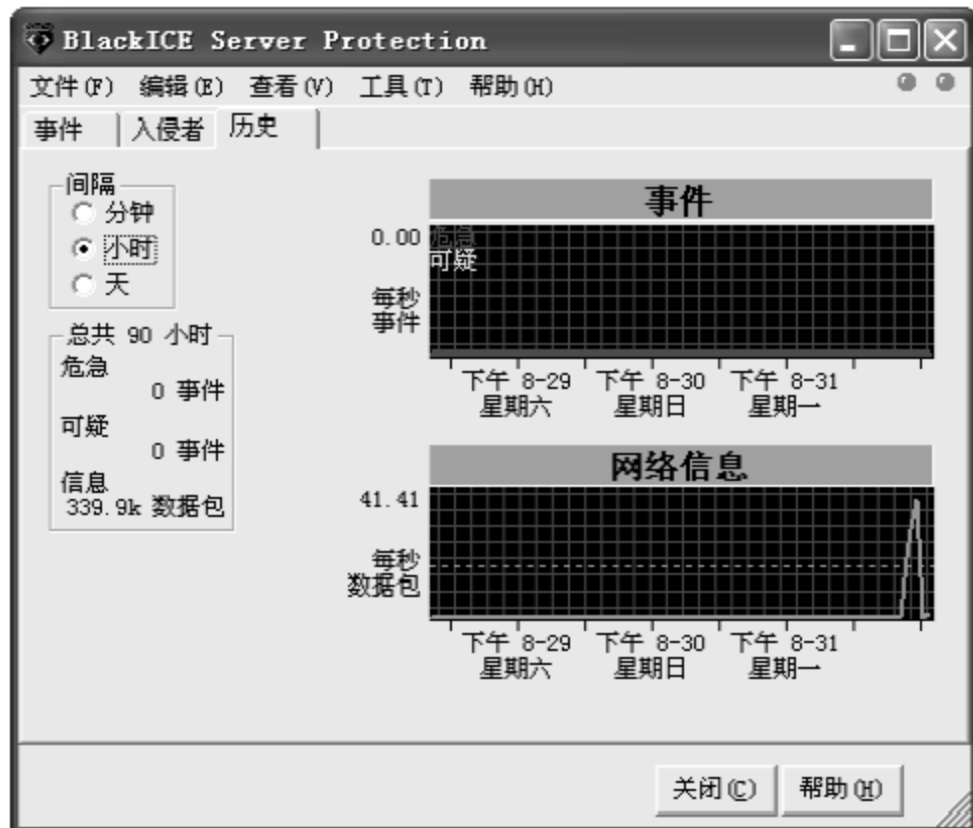 BlackICE Server Protection
文件(F) 编辑(E) 查看(V) 工具(T) 帮助(H)
事件 入侵者 历史
间隔
分钟
小时
天
总共 90 小时
危急
0 事件
可疑
0 事件
信息
339.9k 数据包
事件
0.00
危急
可疑
每秒
事件
下午 8-29 下午 8-30 下午 8-31
星期六 星期日 星期一
网络信息
41.41
每秒
数据包
下午 8-29 下午 8-30 下午 8-31
星期六 星期日 星期一
关闭(C) 帮助(H)